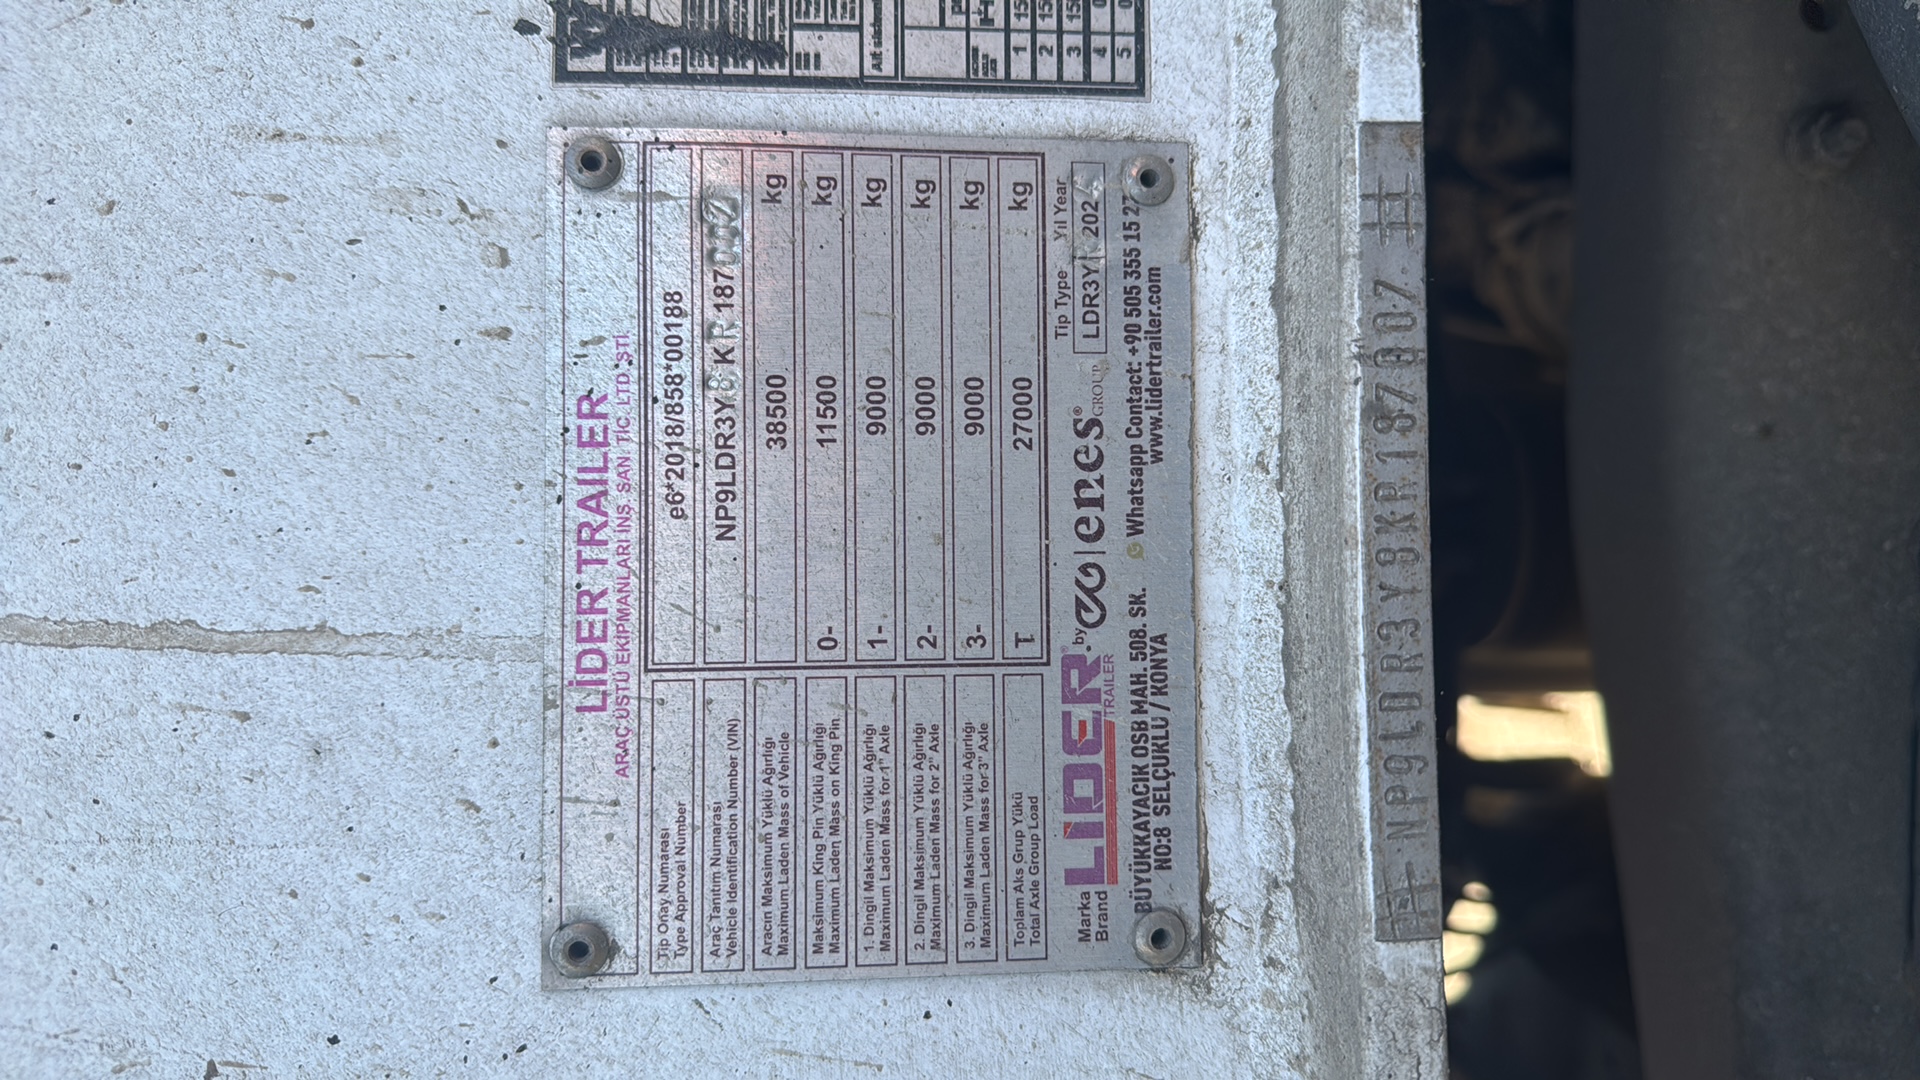 LİDER TRAILER
ARAÇ ÜSTÜ EKİPMANLARI İNŞ. SAN. TİC. LTD. ŞTİ.
Tip Onay Numarası
Type Approval Number
e6*2018/858*00188
Araç Tanıtım Numarası
Vehicle Identification Number (VIN)
NP9LDR3Y8KR187
Aracın Maksimum Yüklü Ağırlığı
Maximum Laden Mass of Vehicle
38500 kg
Maksimum King Pin Yüklü Ağırlığı
Maximum Laden Mass on King Pin
0- 11500 kg
1. Dingil Maksimum Yüklü Ağırlığı
Maximum Laden Mass for 1" Axle
1- 9000 kg
2. Dingil Maksimum Yüklü Ağırlığı
Maximum Laden Mass for 2" Axle
2- 9000 kg
3. Dingil Maksimum Yüklü Ağırlığı
Maximum Laden Mass for 3" Axle
3- 9000 kg
Toplam Aks Grup Yükü
Total Axle Group Load
T 27000 kg
Marka
Brand
LİDER
TRAILER
by enes®
GROUP
Tip Type Yıl Year
LDR3Y 202
BÜYÜKKAYACIK OSB MAH. 508. SK.
NO:8 SELÇUKLU / KONYA
Whatsapp Contact: +90 505 355 15 27
www.lidertrailer.com
# NP9LDR3Y8KR187007 #